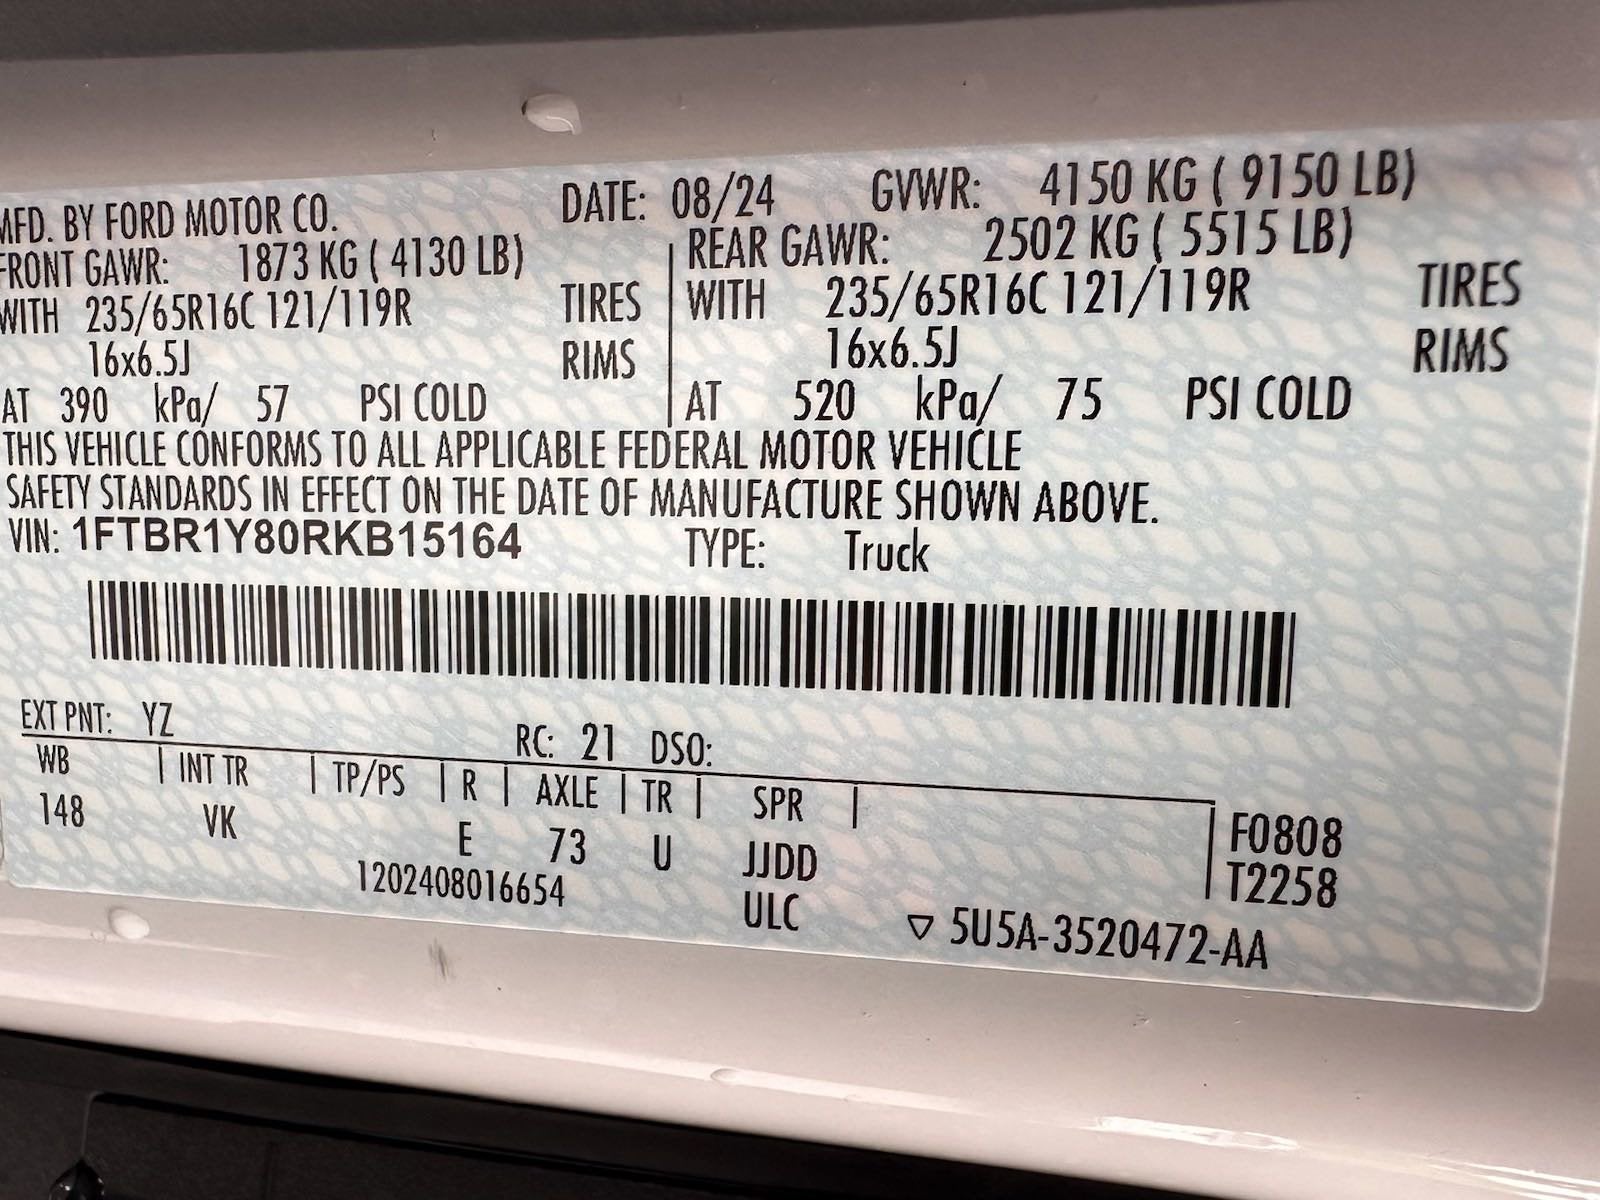 MFD. BY FORD MOTOR CO. DATE: 08/24 GVWR: 4150 KG ( 9150 LB)
FRONT GAWR: 1873 KG ( 4130 LB) REAR GAWR: 2502 KG ( 5515 LB)
WITH 235/65R16C 121/119R TIRES WITH 235/65R16C 121/119R TIRES
16x6.5J RIMS 16x6.5J RIMS
AT 390 kPa/ 57 PSI COLD AT 520 kPa/ 75 PSI COLD
THIS VEHICLE CONFORMS TO ALL APPLICABLE FEDERAL MOTOR VEHICLE
SAFETY STANDARDS IN EFFECT ON THE DATE OF MANUFACTURE SHOWN ABOVE.
VIN: 1FTBR1Y80RKB15164 TYPE: Truck
EXT PNT: YZ RC: 21 DSO:
WB | INT TR | TP/PS | R | AXLE | TR | SPR |
148 VK E 73 U JJDD F0808
1202408016654 ULC T2258
▽ 5U5A-3520472-AA